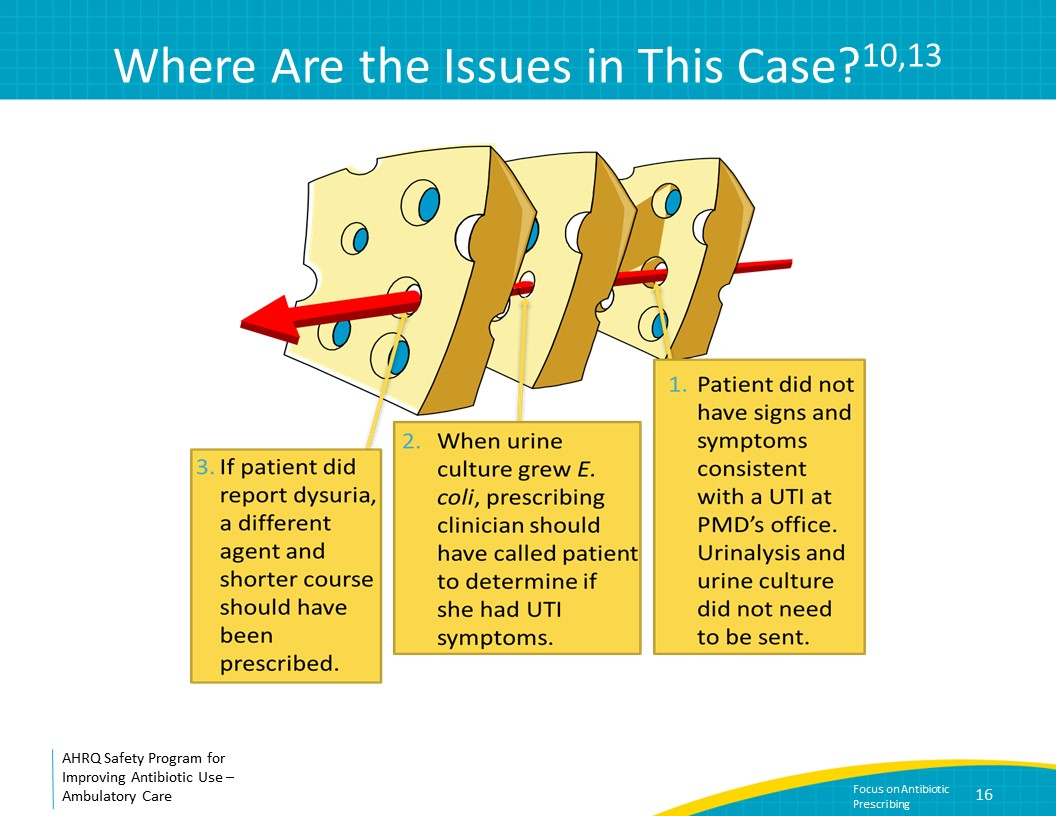 Where Are the Issues in This Case?10,13
1. Patient did not
have signs and
symptoms
consistent
with a UTI at
PMD’s office.
Urinalysis and
urine culture
did not need
to be sent.
2. When urine
culture grew E.
coli, prescribing
clinician should
have called patient
to determine if
she had UTI
symptoms.
3. If patient did
report dysuria,
a different
agent and
shorter course
should have
been
prescribed.
AHRQ Safety Program for
Improving Antibiotic Use –
Ambulatory Care
Focus on Antibiotic
Prescribing
16